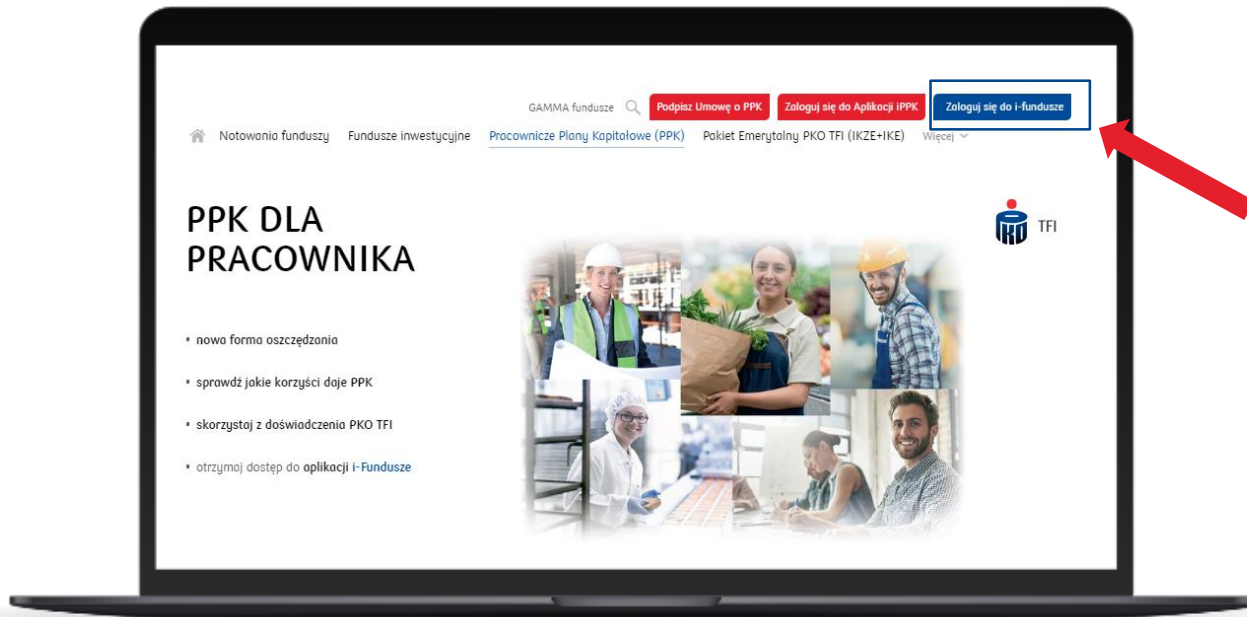 GAMMA fundusze
Podpisz Umowę o PPK
Zaloguj się do Aplikacji iPPK
Zaloguj się do i-fundusze
Notowania funduszy
Fundusze inwestycyjne
Pracownicze Plany Kapitałowe (PPK)
Pakiet Emerytalny PKO TFI (IKZE+IKE)
Więcej
PPK DLA
PRACOWNIKA
PKO
TFI
nowa forma oszczędzania
sprawdź jakie korzyści daje PPK
skorzystaj z doświadczenia PKO TFI
otrzymaj dostęp do aplikacji i-Fundusze